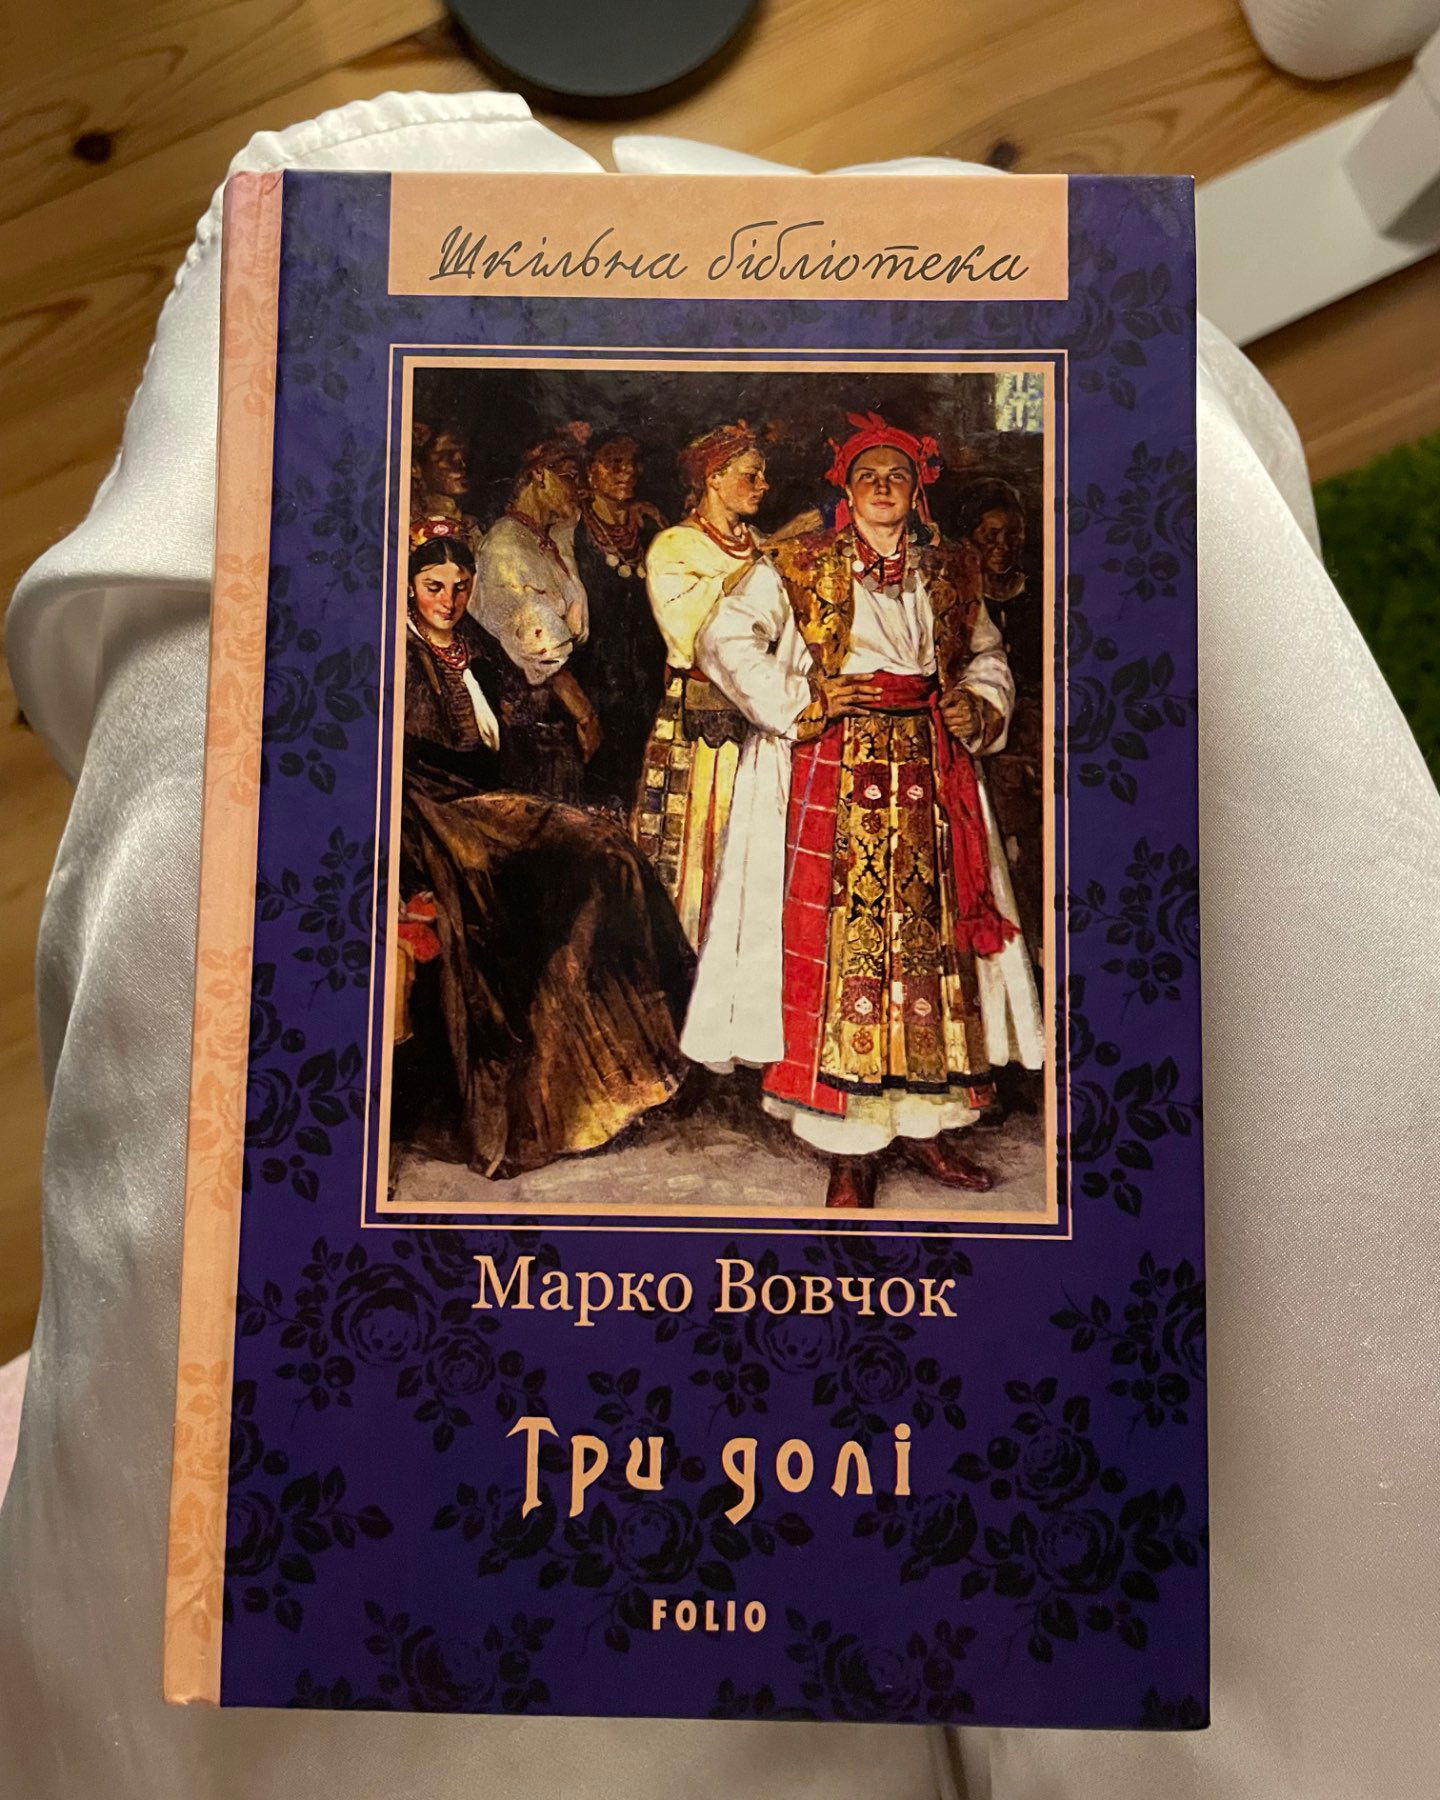 Шкільна бібліотека
Марко Вовчок
Три долі
FOLIO